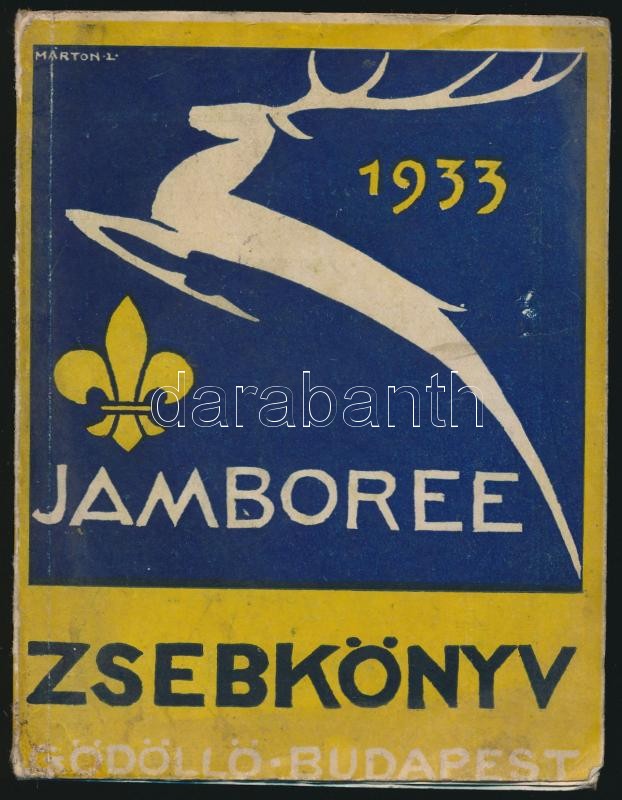 MÁRTON·L·
1933
darabanth
JAMBOREE
ZSEBKÖNYV
GÖDÖLLŐ·BUDAPEST